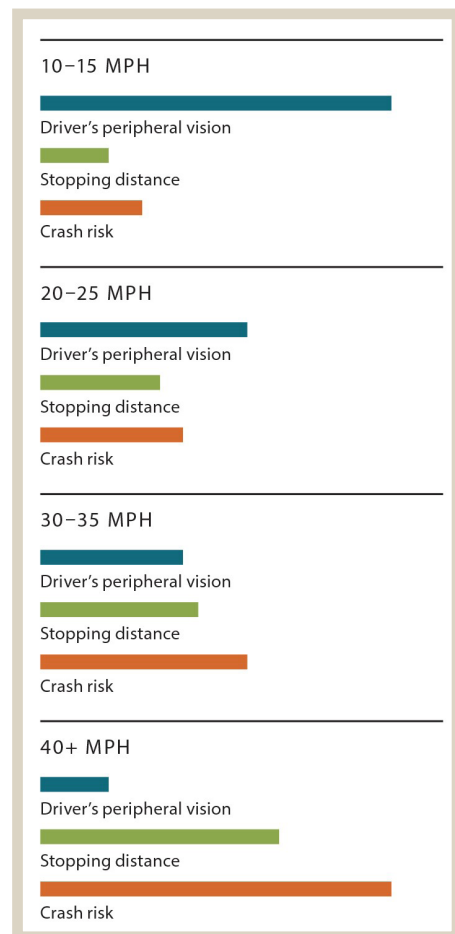 10–15 MPH
Driver’s peripheral vision
Stopping distance
Crash risk
20–25 MPH
Driver’s peripheral vision
Stopping distance
Crash risk
30–35 MPH
Driver’s peripheral vision
Stopping distance
Crash risk
40+ MPH
Driver’s peripheral vision
Stopping distance
Crash risk